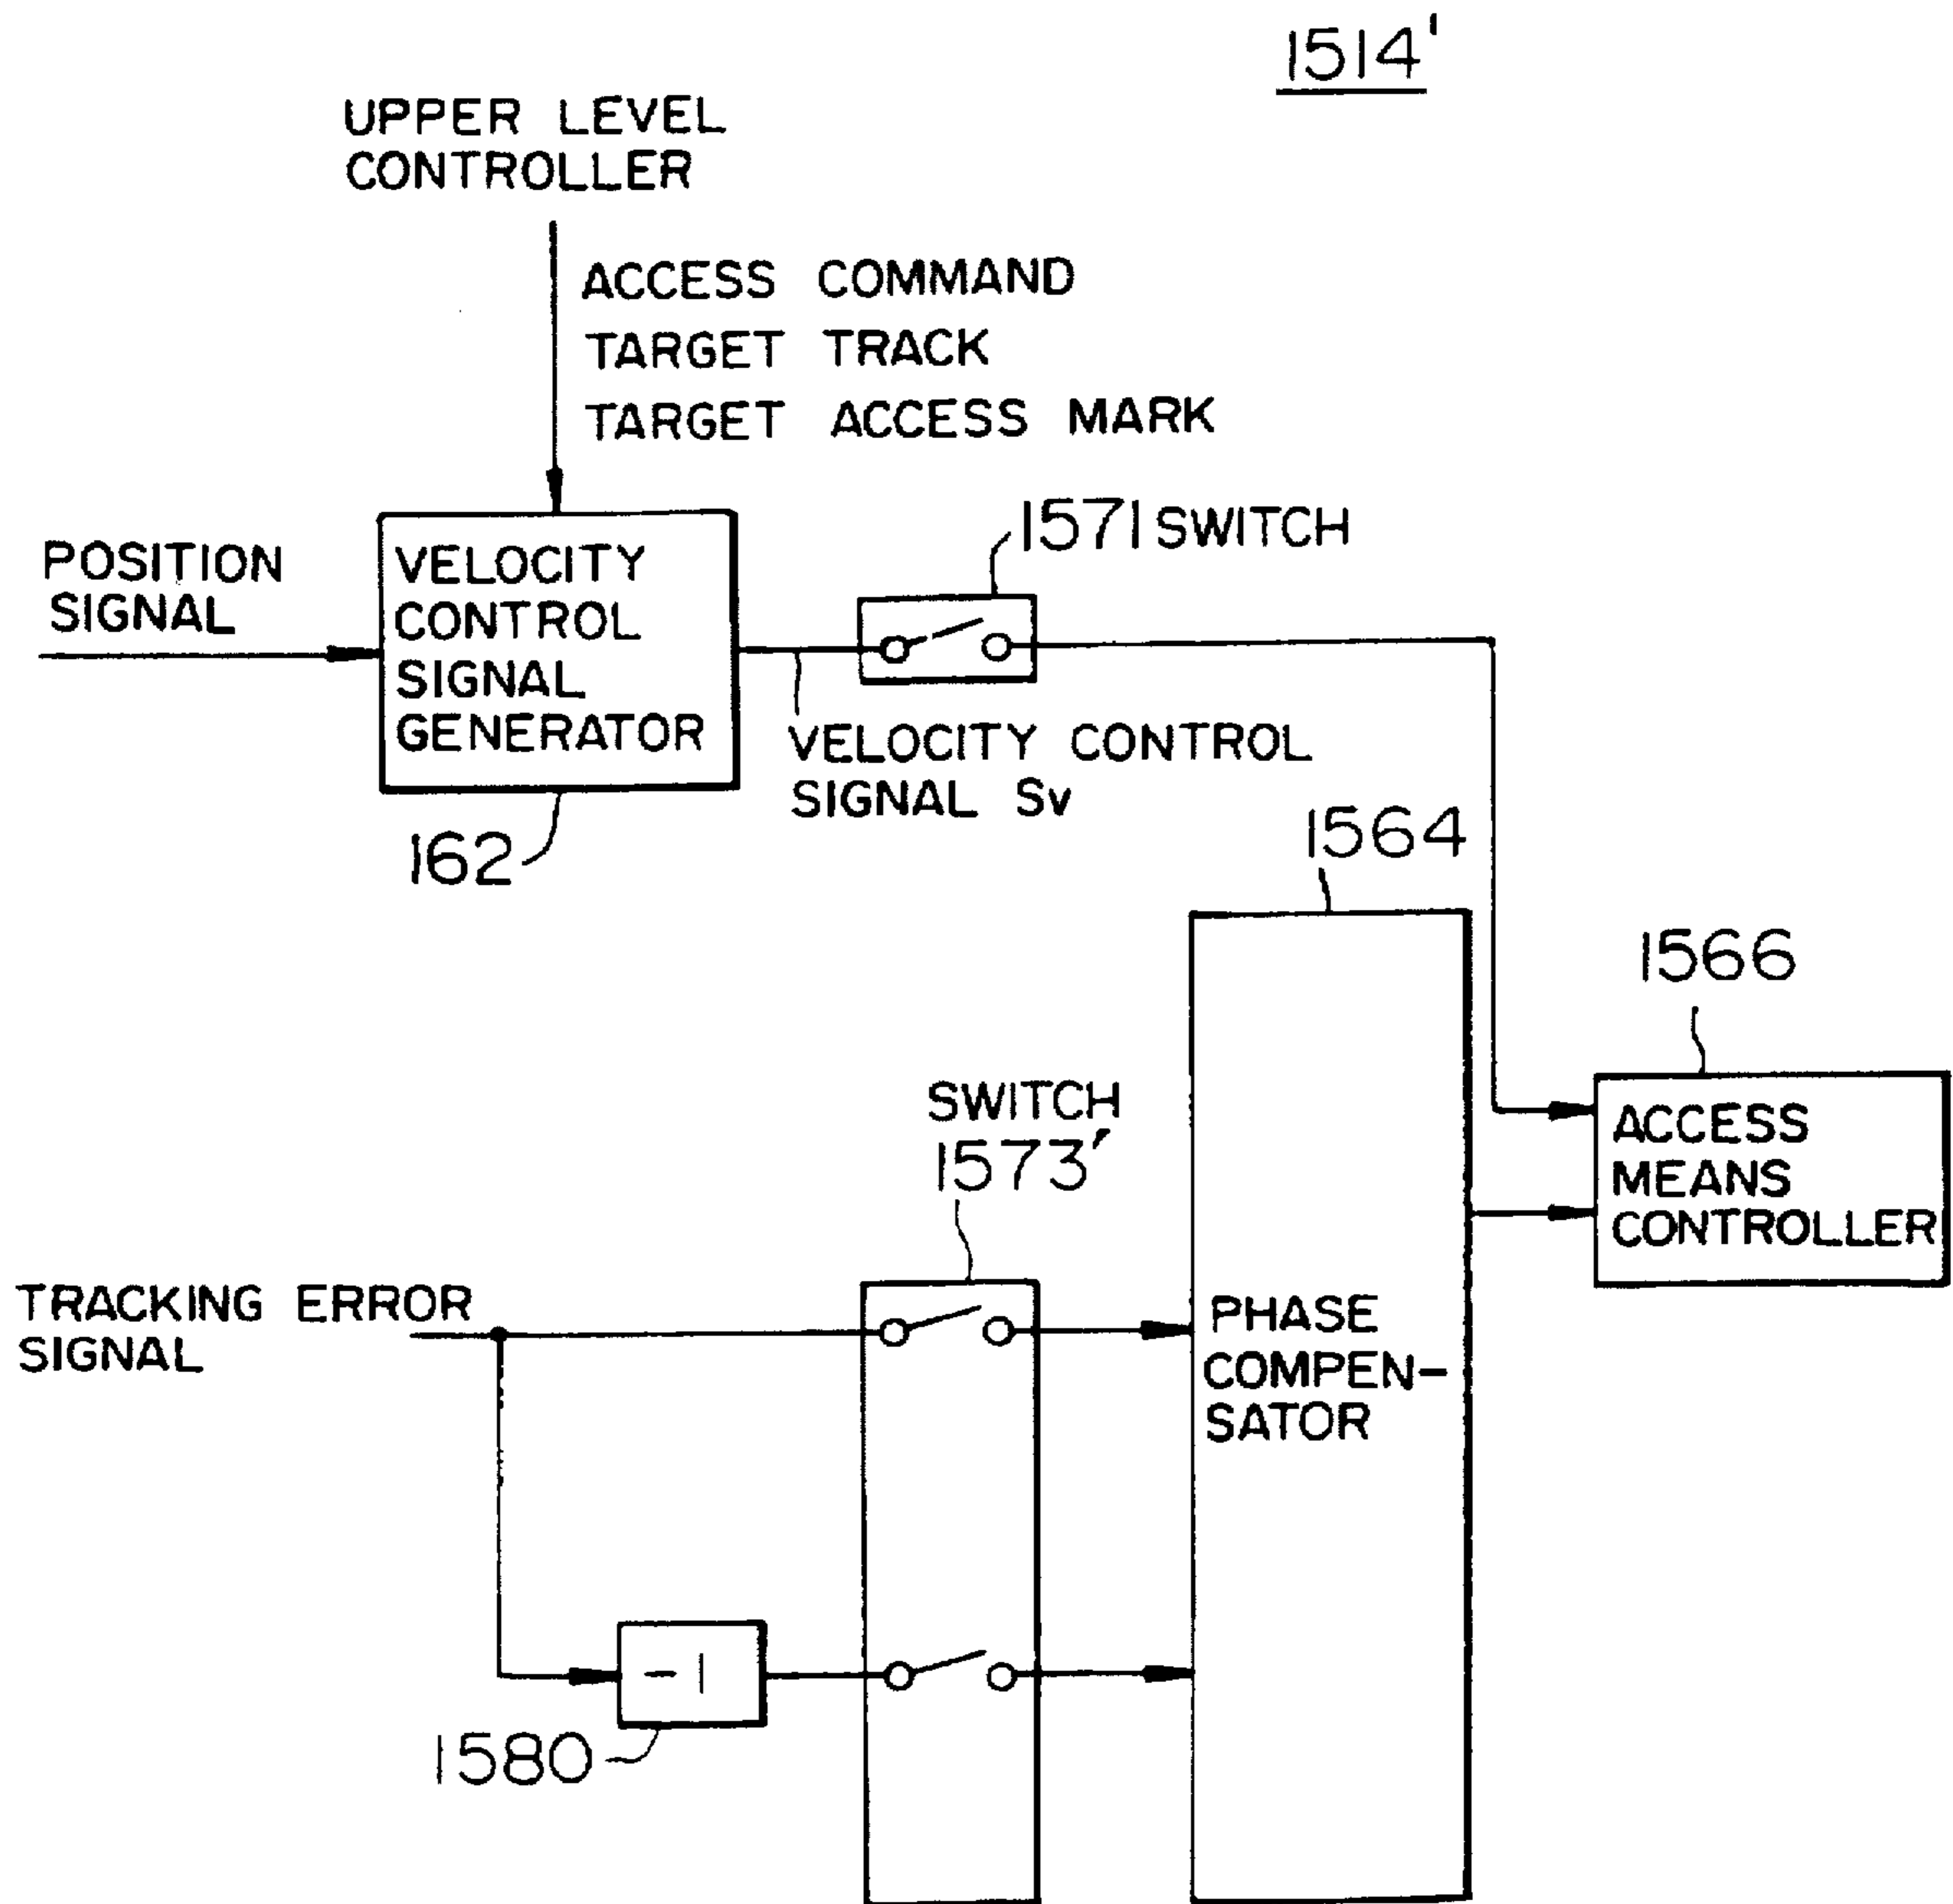 1514'
UPPER LEVEL
CONTROLLER
ACCESS COMMAND
TARGET TRACK
TARGET ACCESS MARK
POSITION
SIGNAL
VELOCITY
CONTROL
SIGNAL
GENERATOR
1571 SWITCH
VELOCITY CONTROL
SIGNAL Sv
162
1564
1566
ACCESS
MEANS
CONTROLLER
SWITCH
1573'
TRACKING ERROR
SIGNAL
PHASE
COMPEN-
SATOR
-1
1580